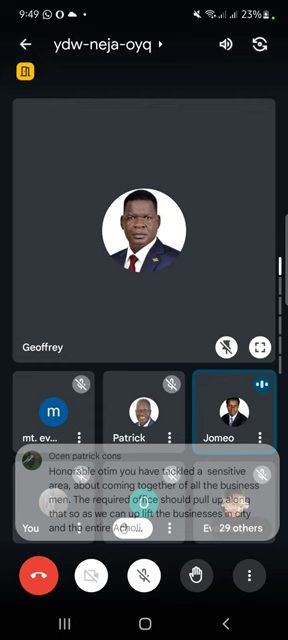 9:49
23%
ydw-neja-oyq
Geoffrey
m
mt. ev...
Patrick
Jomeo
Ocen patrick cons
Honorable otim you have tackled a sensitive
area, about coming together of all the business
men. The required office should pull up along
that so as we can up lift the businesses in city
and the entire Acholi..
You
29 others